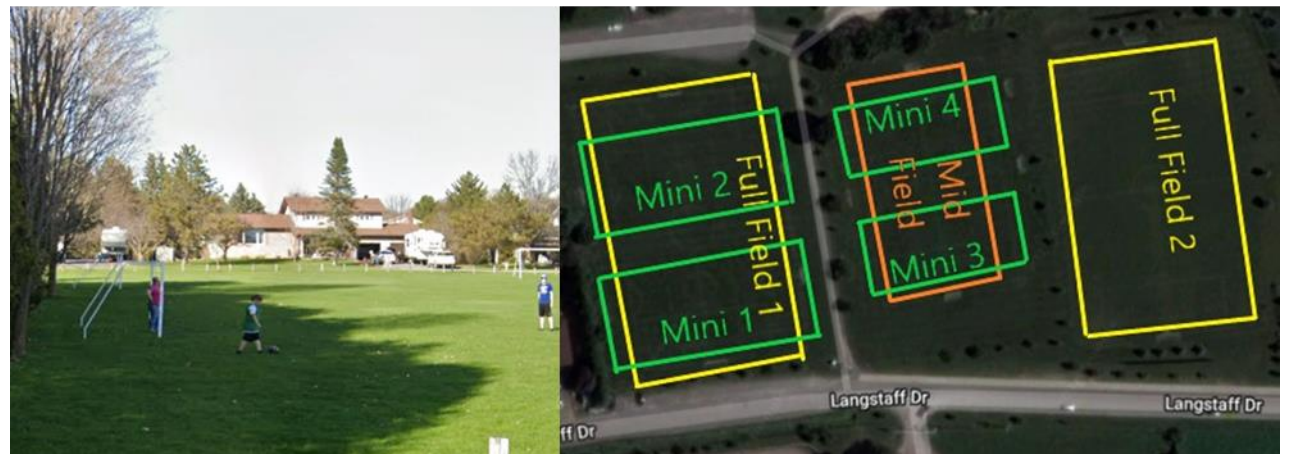 Mini 2
Full Field 1
Mini 1
Mini 4
Mid
Field
Mini 3
Full Field 2
Langstaff Dr
Langstaff Dr
ff Dr